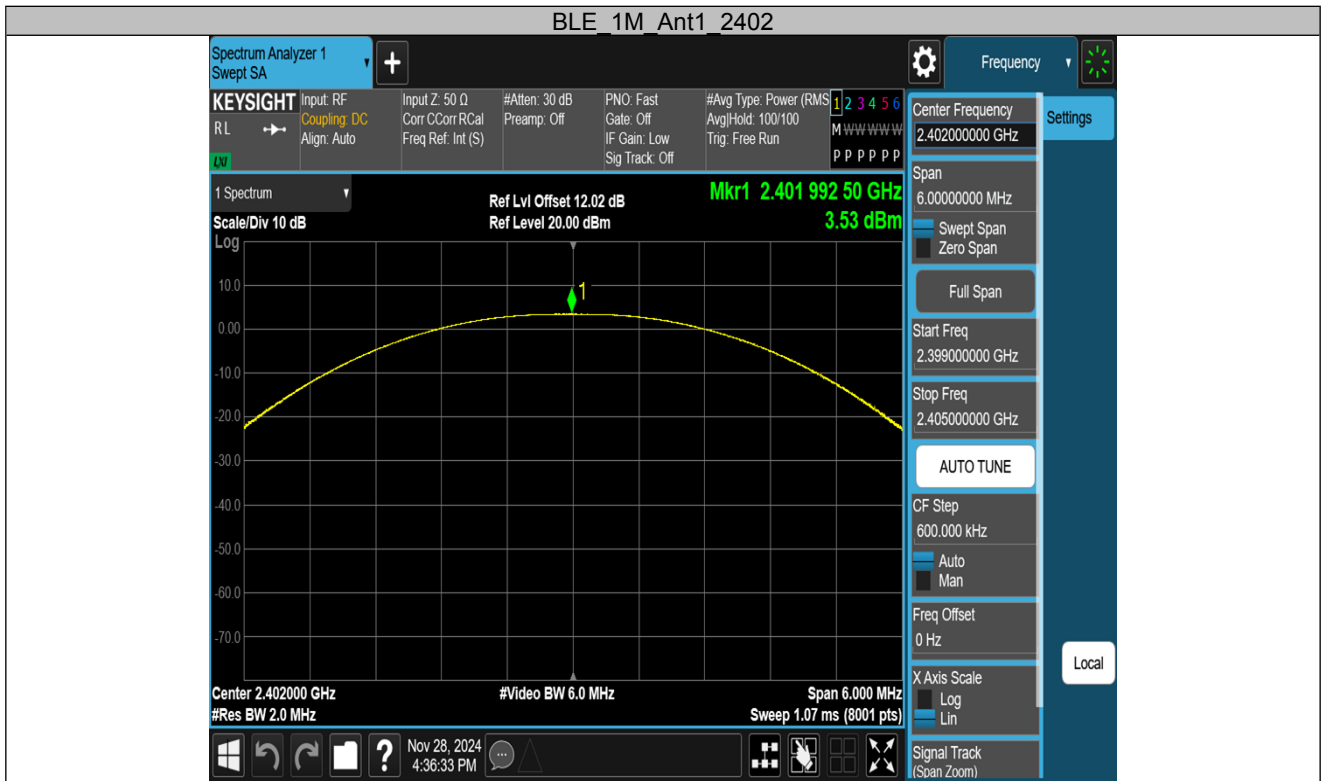 BLE_1M_Ant1_2402
Spectrum Analyzer 1
Swept SA
+
Frequency
KEYSIGHT
RL
LXI
Input: RF
Coupling: DC
Align: Auto
Input Z: 50 Ω
Corr CCorr RCal
Freq Ref: Int (S)
#Atten: 30 dB
Preamp: Off
PNO: Fast
Gate: Off
IF Gain: Low
Sig Track: Off
#Avg Type: Power (RMS
Avg|Hold: 100/100
Trig: Free Run
1 2 3 4 5 6
M W W W W W
P P P P P P
1 Spectrum
Scale/Div 10 dB
Log
Ref Lvl Offset 12.02 dB
Ref Level 20.00 dBm
Mkr1 2.401 992 50 GHz
3.53 dBm
1
10.0
0.00
-10.0
-20.0
-30.0
-40.0
-50.0
-60.0
-70.0
Center 2.402000 GHz
#Res BW 2.0 MHz
#Video BW 6.0 MHz
Span 6.000 MHz
Sweep 1.07 ms (8001 pts)
?
Nov 28, 2024
4:36:33 PM
Center Frequency
2.402000000 GHz
Settings
Span
6.00000000 MHz
Swept Span
Zero Span
Full Span
Start Freq
2.399000000 GHz
Stop Freq
2.405000000 GHz
AUTO TUNE
CF Step
600.000 kHz
Auto
Man
Freq Offset
0 Hz
X Axis Scale
Log
Lin
Local
Signal Track
(Span Zoom)